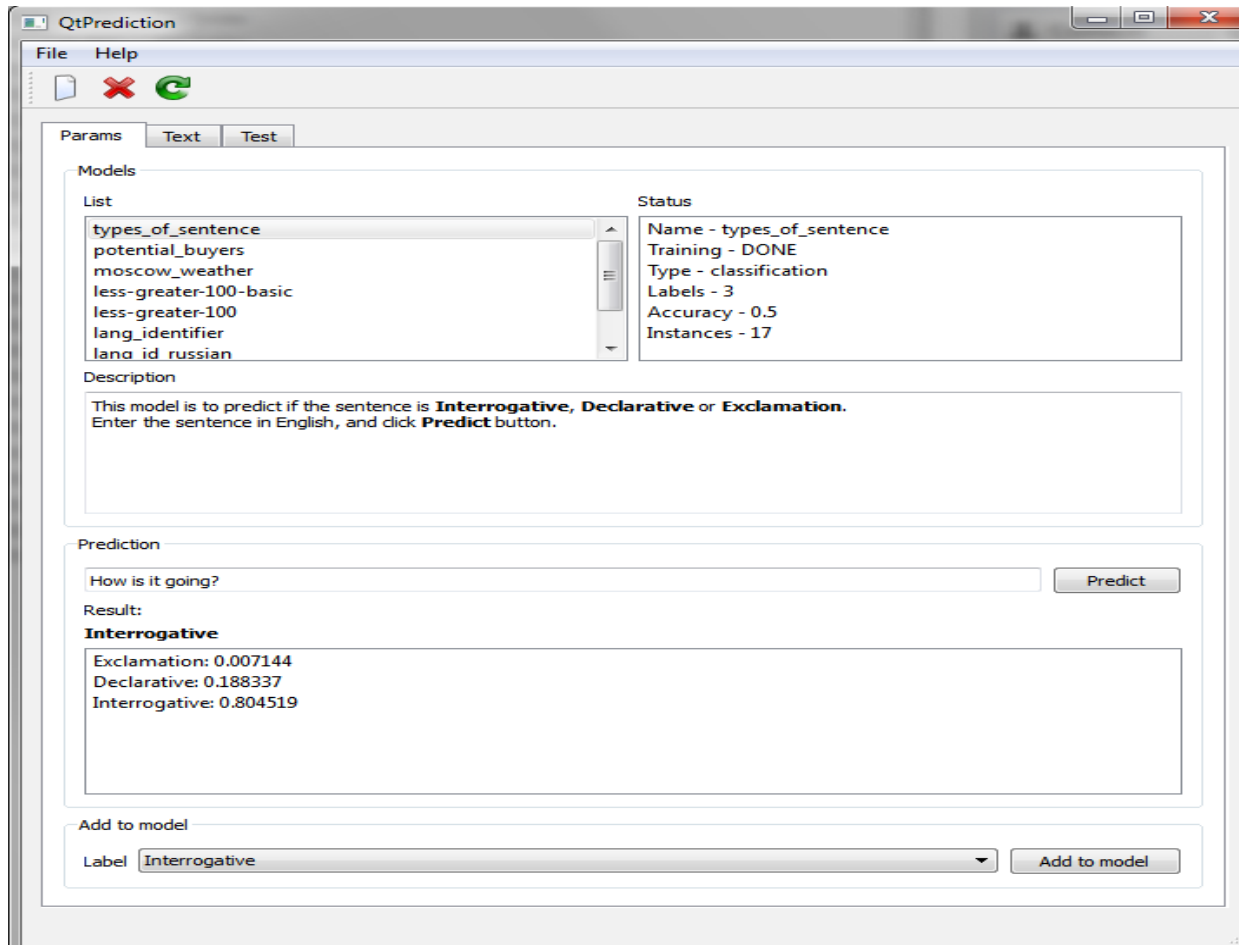 QtPrediction
File Help
Params Text Test
Models
List
types_of_sentence
potential_buyers
moscow_weather
less-greater-100-basic
less-greater-100
lang_identifier
lang_id_russian
Status
Name - types_of_sentence
Training - DONE
Type - classification
Labels - 3
Accuracy - 0.5
Instances - 17
Description
This model is to predict if the sentence is Interrogative, Declarative or Exclamation.
Enter the sentence in English, and click Predict button.
Prediction
How is it going? Predict
Result:
Interrogative
Exclamation: 0.007144
Declarative: 0.188337
Interrogative: 0.804519
Add to model
Label Interrogative Add to model